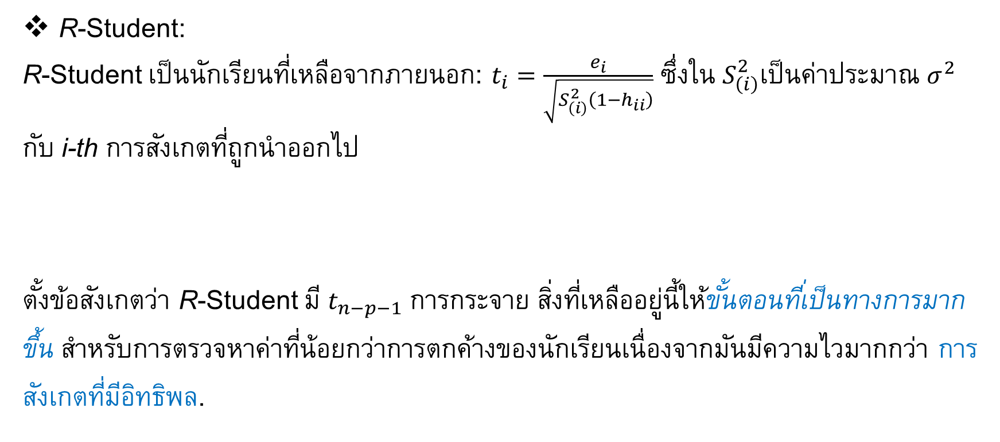 ❖ R-Student:
R-Student เป็นนักเรียนที่เหลือจากภายนอก: $t_i = \frac{e_i}{\sqrt{S_{(i)}^2(1-h_{ii})}}$ ซึ่งใน $S_{(i)}^2$เป็นค่าประมาณ $\sigma^2$
กับ i-th การสังเกตที่ถูกนำออกไป
ตั้งข้อสังเกตว่า R-Student มี $t_{n-p-1}$ การกระจาย สิ่งที่เหลืออยู่นี้ให้ขั้นตอนที่เป็นทางการมาก
ขึ้น สำหรับการตรวจหาค่าที่น้อยกว่าการตกค้างของนักเรียนเนื่องจากมันมีความไวมากกว่า การ
สังเกตที่มีอิทธิพล.